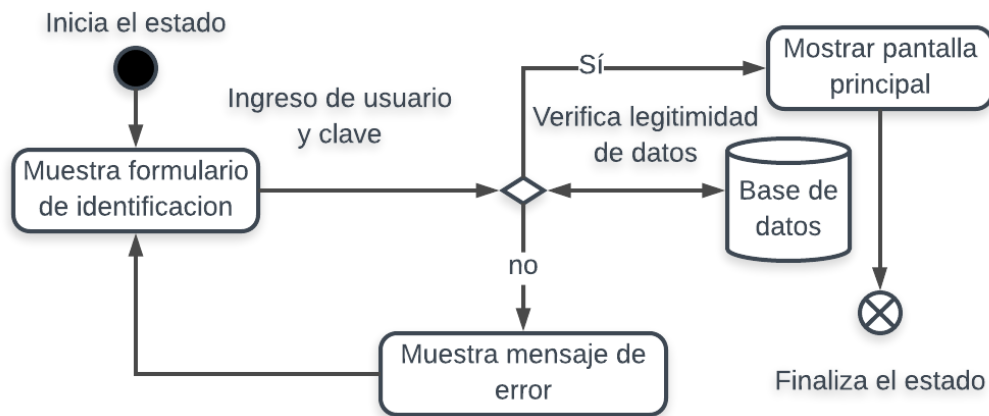 Inicia el estado
Mostrar pantalla
principal
Sí
Ingreso de usuario
y clave
Verifica legitimidad
de datos
Muestra formulario
de identificacion
Base de
datos
no
Muestra mensaje de
error
Finaliza el estado